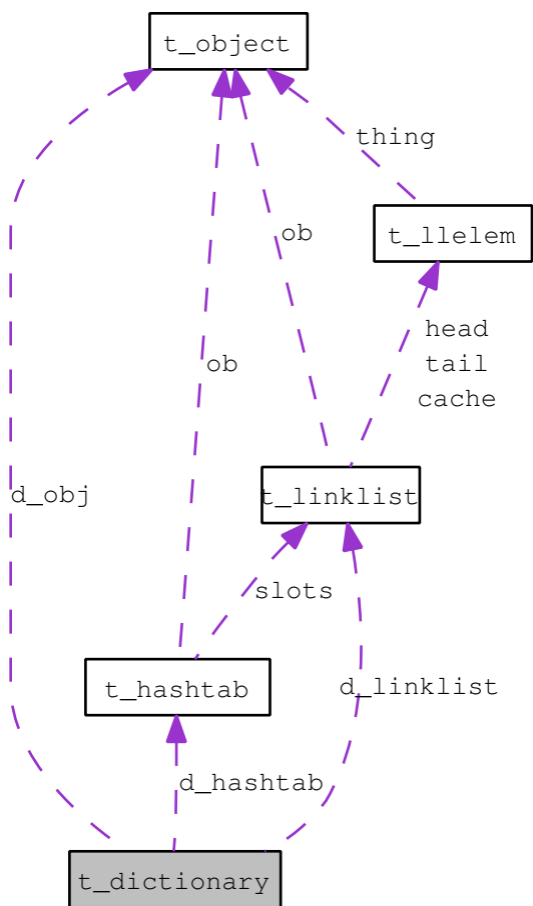 t_object
thing
t_llelem
ob
head
tail
cache
ob
t_linklist
d_obj
slots
t_hashtab
d_linklist
d_hashtab
t_dictionary